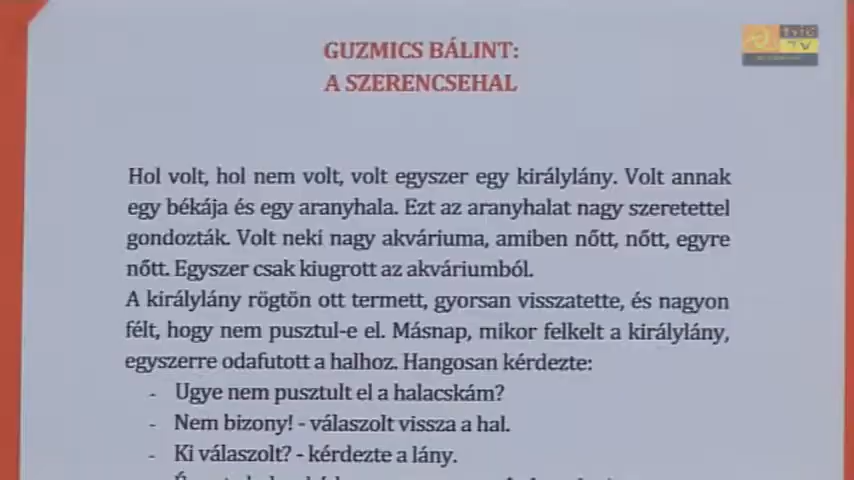 GUZMICS BÁLINT:
A SZERENCSEHAL
TV
Hol volt, hol nem volt, volt egyszer egy királylány. Volt annak
egy békája és egy aranyhala. Ezt az aranyhalat nagy szeretettel
gondozták. Volt neki nagy akváriuma, amiben nőtt, nőtt, egyre
nőtt. Egyszer csak kiugrott az akváriumból.
A királylány rögtön ott termett, gyorsan visszatette, és nagyon
félt, hogy nem pusztul-e el. Másnap, mikor felkelt a királylány,
egyszerre odafutott a halhoz. Hangosan kérdezte:
- Ugye nem pusztult el a halacskám?
- Nem bizony! - válaszolt vissza a hal.
- Ki válaszolt? - kérdezte a lány.